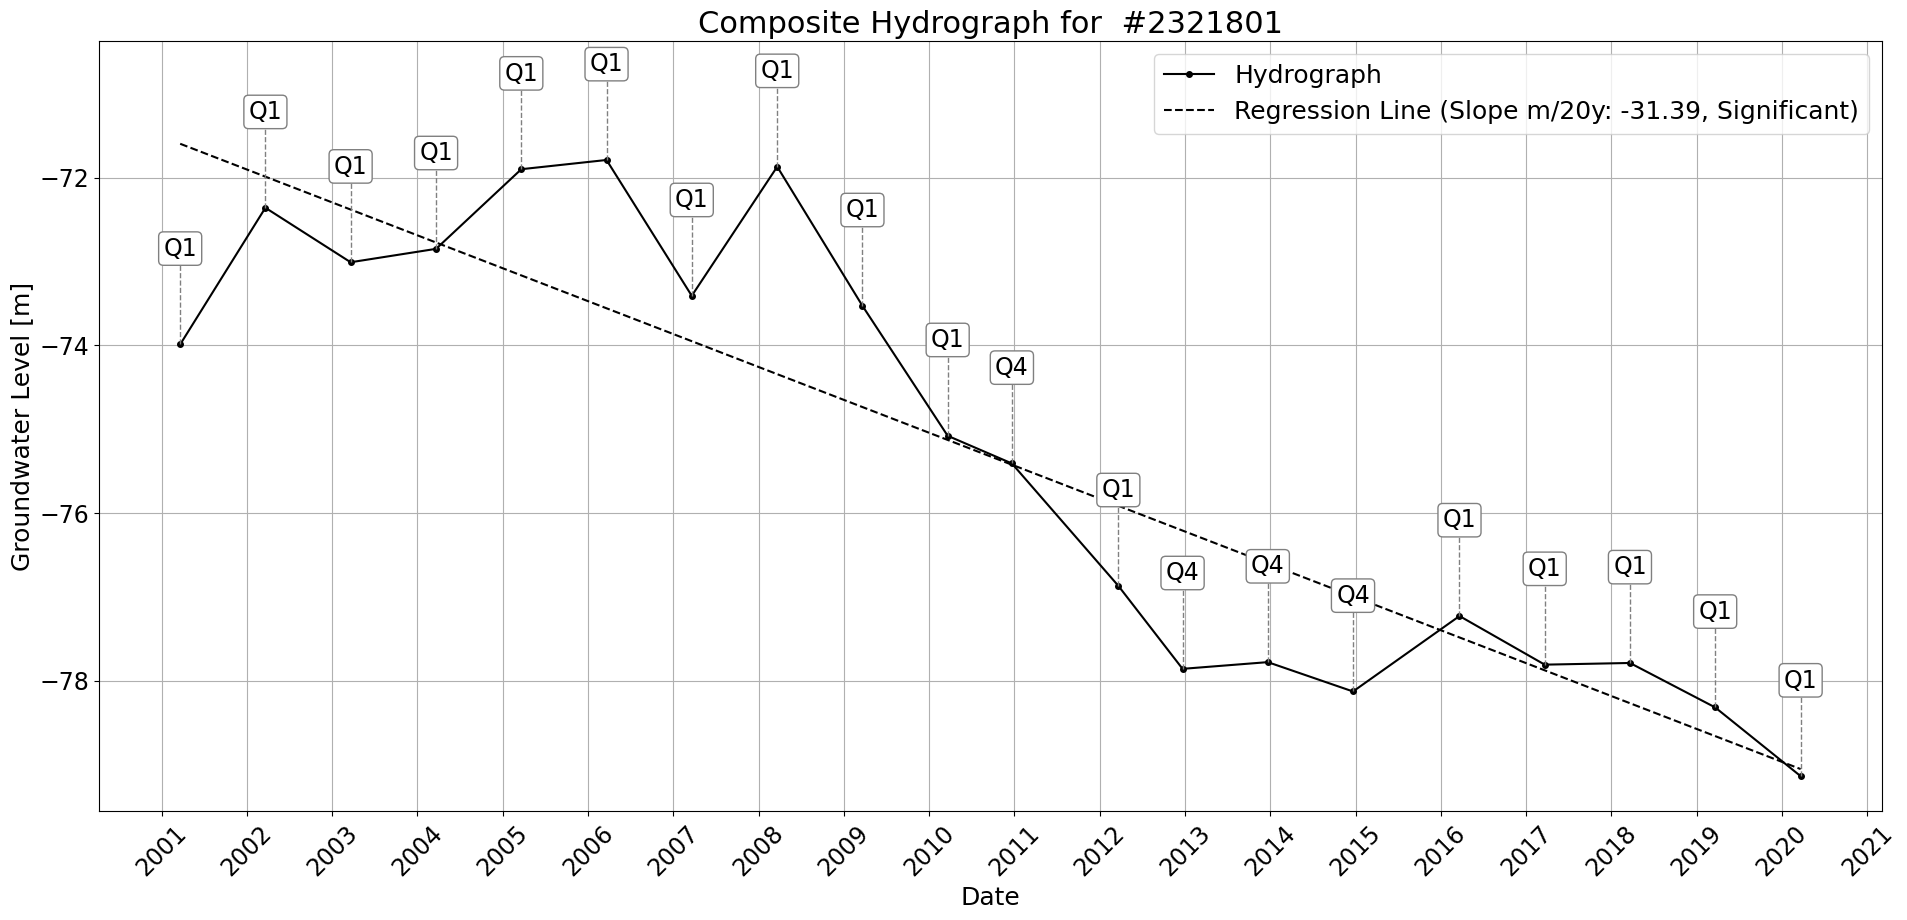 Composite Hydrograph for #2321801
Hydrograph
Regression Line (Slope m/20y: -31.39, Significant)
Groundwater Level [m]
−72
−74
−76
−78
Q1
Q1
Q1
Q1
Q1
Q1
Q1
Q1
Q1
Q1
Q4
Q1
Q4
Q4
Q4
Q1
Q1
Q1
Q1
Q1
2001
2002
2003
2004
2005
2006
2007
2008
2009
2010
2011
2012
2013
2014
2015
2016
2017
2018
2019
2020
2021
Date